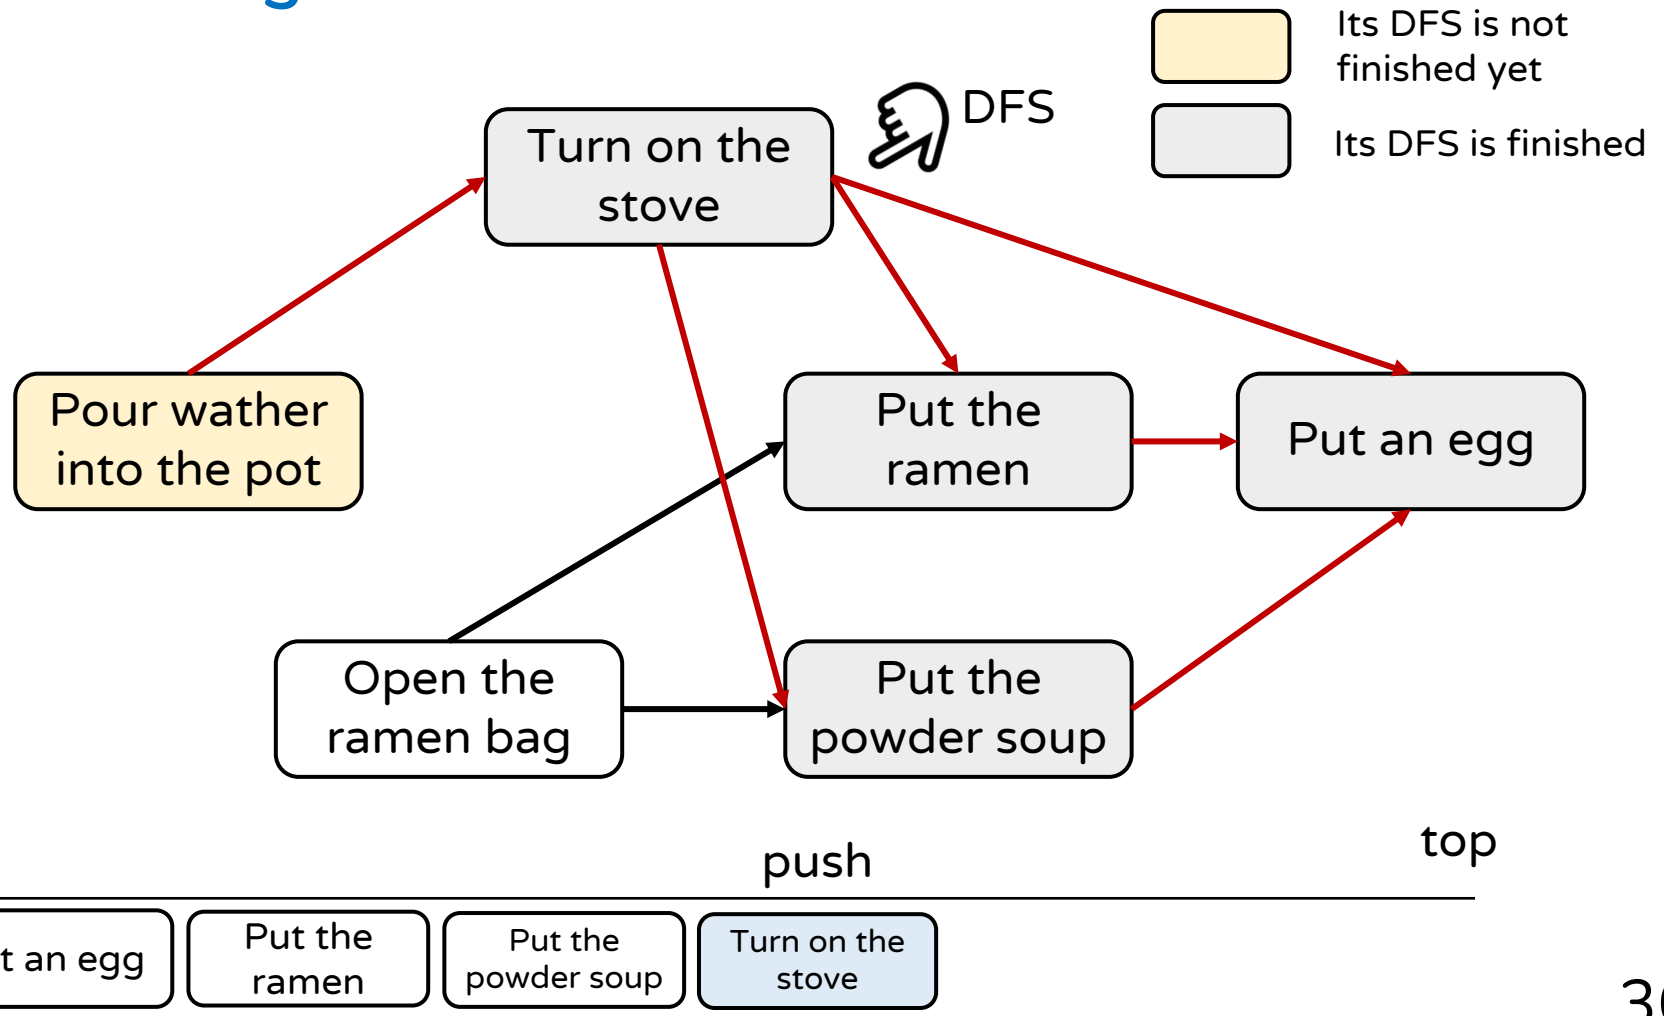 Its DFS is not
finished yet
Its DFS is finished
DFS
Turn on the
stove
Pour wather
into the pot
Put the
ramen
Put an egg
Open the
ramen bag
Put the
powder soup
push
top
t an egg
Put the
ramen
Put the
powder soup
Turn on the
stove